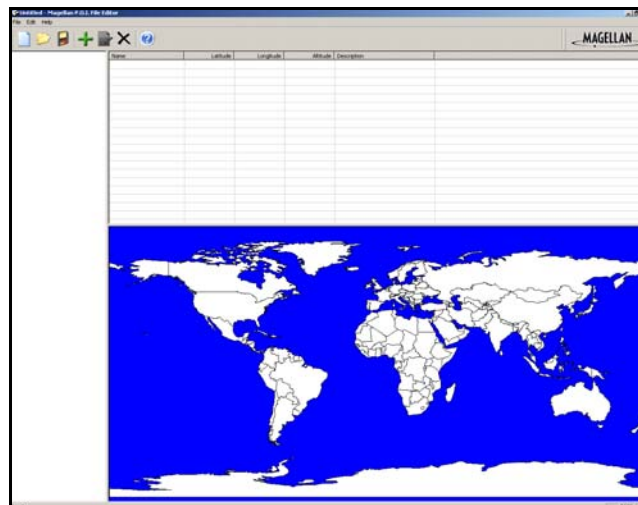 Untitled - Magellan P.O.I. File Editor
File Edit Help
MAGELLAN
Name Latitude Longitude Altitude Description